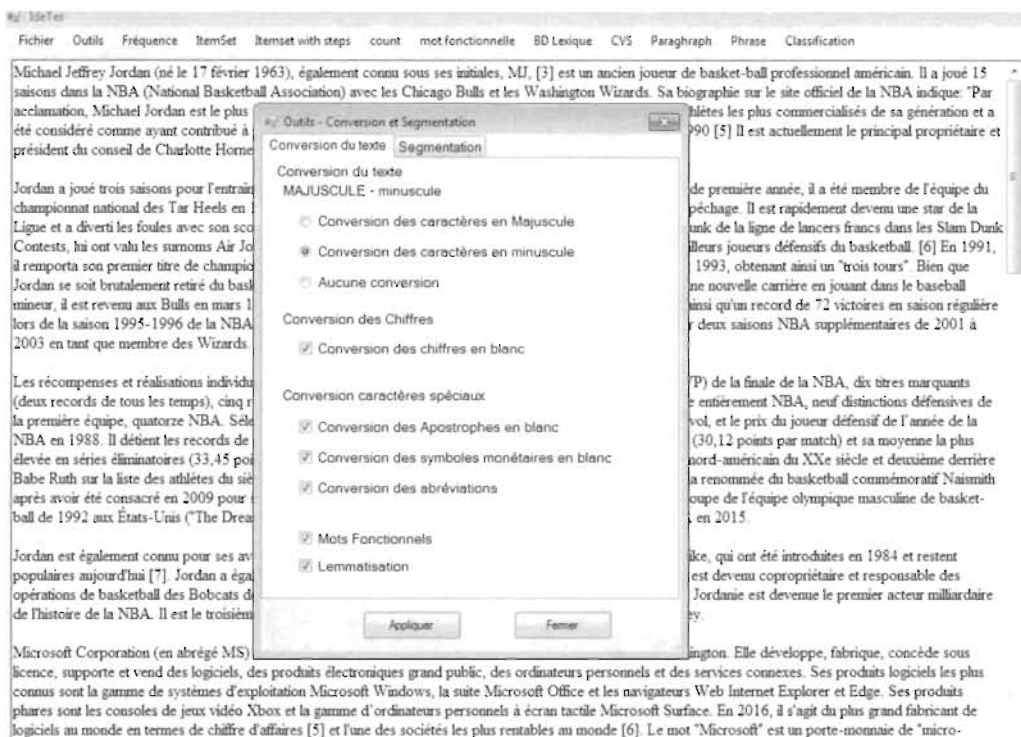 IdeTex
Fichier Outils Fréquence ItemSet Itemset with steps count mot fonctionnelle BD Lexique CVS Paraghraph Phrase Classification
Michael Jeffrey Jordan (né le 17 février 1963), également connu sous ses initiales, MJ, [3] est un ancien joueur de basket-ball professionnel américain. Il a joué 15
saisons dans la NBA (National Basketball Association) avec les Chicago Bulls et les Washington Wizards. Sa biographie sur le site officiel de la NBA indique: "Par
acclamation, Michael Jordan est le plus hlètes les plus commercialisés de sa génération et a
été considéré comme ayant contribué à 990 [5] Il est actuellement le principal propriétaire et
président du conseil de Charlotte Horne
Jordan a joué trois saisons pour l'entrain de première année, il a été membre de l'équipe du
championnat national des Tar Heels en 1 pêchage. Il est rapidement devenu une star de la
Ligue et a diverti les foules avec son sco unk de la ligne de lancers francs dans les Slam Dunk
Contests, lui ont valu les surnoms Air Jo illeurs joueurs défensifs du basketball. [6] En 1991,
il remporta son premier titre de champio 1993, obtenant ainsi un "trois tours". Bien que
Jordan se soit brutalement retiré du bask ne nouvelle carrière en jouant dans le baseball
mineur, il est revenu aux Bulls en mars 1 ainsi qu'un record de 72 victoires en saison régulière
lors de la saison 1995-1996 de la NBA r deux saisons NBA supplémentaires de 2001 à
2003 en tant que membre des Wizards.
Les récompenses et réalisations individu VP) de la finale de la NBA, dix titres marquants
(deux records de tous les temps), cinq r e entièrement NBA, neuf distinctions défensives de
la première équipe, quatorze NBA. Séle vol, et le prix du joueur défensif de l'année de la
NBA en 1988. Il détient les records de (30,12 points par match) et sa moyenne la plus
élevée en séries éliminatoires (33,45 poi nord-américain du XXe siècle et deuxième derrière
Babe Ruth sur la liste des athlètes du siè a renommée du basketball commémoratif Naismith
après avoir été consacré en 2009 pour s oupe de l'équipe olympique masculine de basket-
ball de 1992 aux États-Unis ("The Drea A en 2015.
Jordan est également connu pour ses av ike, qui ont été introduites en 1984 et restent
populaires aujourd'hui [7]. Jordan a éga est devenu copropriétaire et responsable des
opérations de basketball des Bobcats d Jordanie est devenue le premier acteur milliardaire
de l'histoire de la NBA. Il est le troisièm ey.
Microsoft Corporation (en abrégé MS) ington. Elle développe, fabrique, concède sous
licence, supporte et vend des logiciels, des produits électroniques grand public, des ordinateurs personnels et des services connexes. Ses produits logiciels les plus
connus sont la gamme de systèmes d'exploitation Microsoft Windows, la suite Microsoft Office et les navigateurs Web Internet Explorer et Edge. Ses produits
phares sont les consoles de jeux vidéo Xbox et la gamme d'ordinateurs personnels à écran tactile Microsoft Surface. En 2016, il s'agit du plus grand fabricant de
logiciels au monde en termes de chiffre d'affaires [5] et l'une des sociétés les plus rentables au monde [6]. Le mot "Microsoft" est un porte-monnaie de "micro-
Outils - Conversion et Segmentation
Conversion du texte Segmentation
Conversion du texte
MAJUSCULE - minuscule
Conversion des caractères en Majuscule
Conversion des caractères en minuscule
Aucune conversion
Conversion des Chiffres
Conversion des chiffres en blanc
Conversion caractères spéciaux
Conversion des Apostrophes en blanc
Conversion des symboles monétaires en blanc
Conversion des abréviations
Mots Fonctionnels
Lemmatisation
Appliquer Fermer